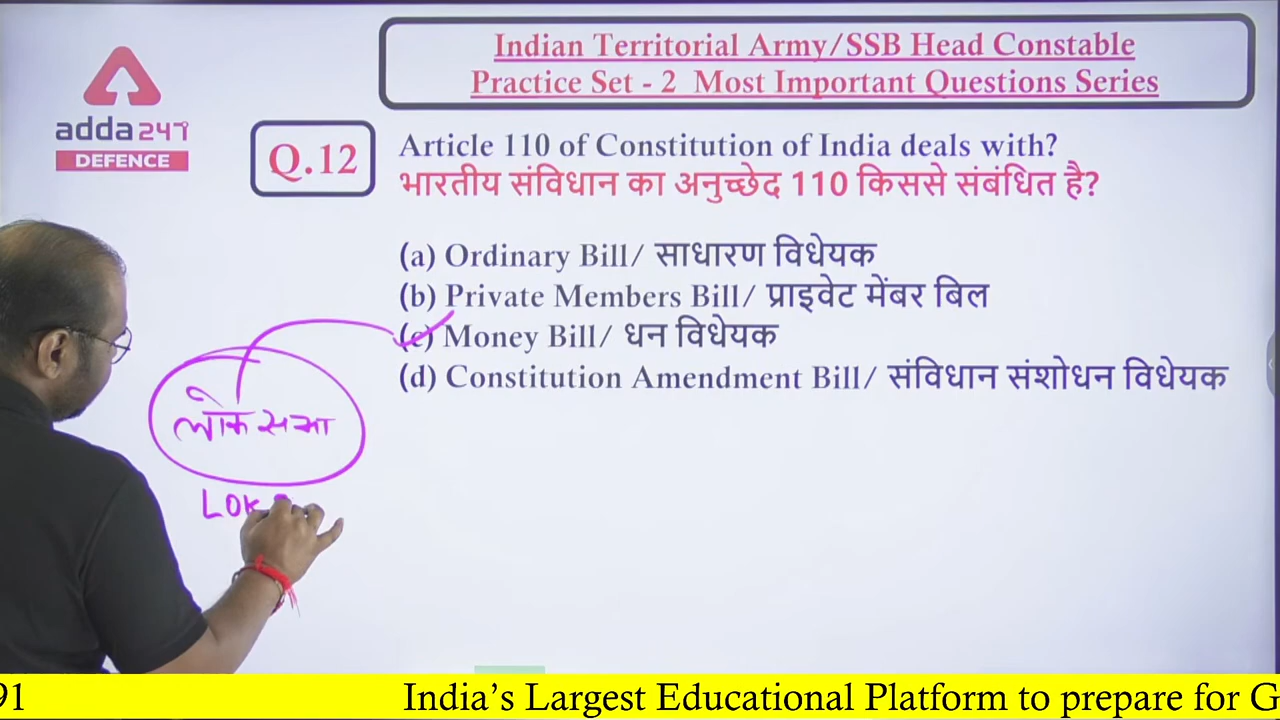 Indian Territorial Army/SSB Head Constable
Practice Set - 2 Most Important Questions Series
adda247
DEFENCE
Q.12
Article 110 of Constitution of India deals with?
भारतीय संविधान का अनुच्छेद 110 किससे संबंधित है?
(a) Ordinary Bill/ साधारण विधेयक
(b) Private Members Bill/ प्राइवेट मेंबर बिल
(c) Money Bill/ धन विधेयक
(d) Constitution Amendment Bill/ संविधान संशोधन विधेयक
लोक सभा
LOK
91 India's Largest Educational Platform to prepare for G